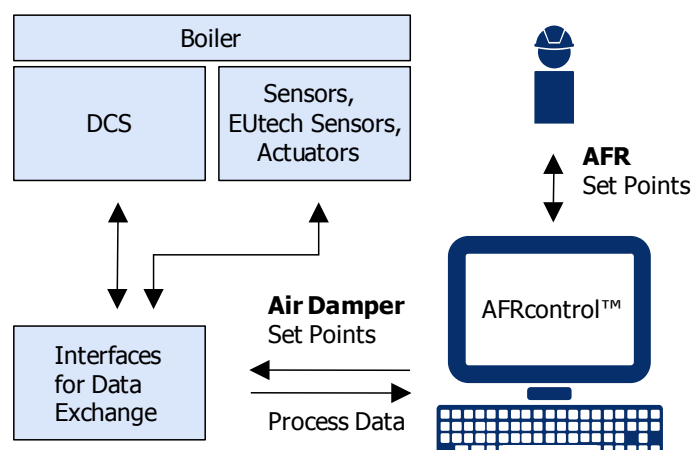 Boiler
DCS
Sensors,
EUtech Sensors,
Actuators
AFR
Set Points
AFRcontrol™
Air Damper
Set Points
Interfaces
for Data
Exchange
Process Data